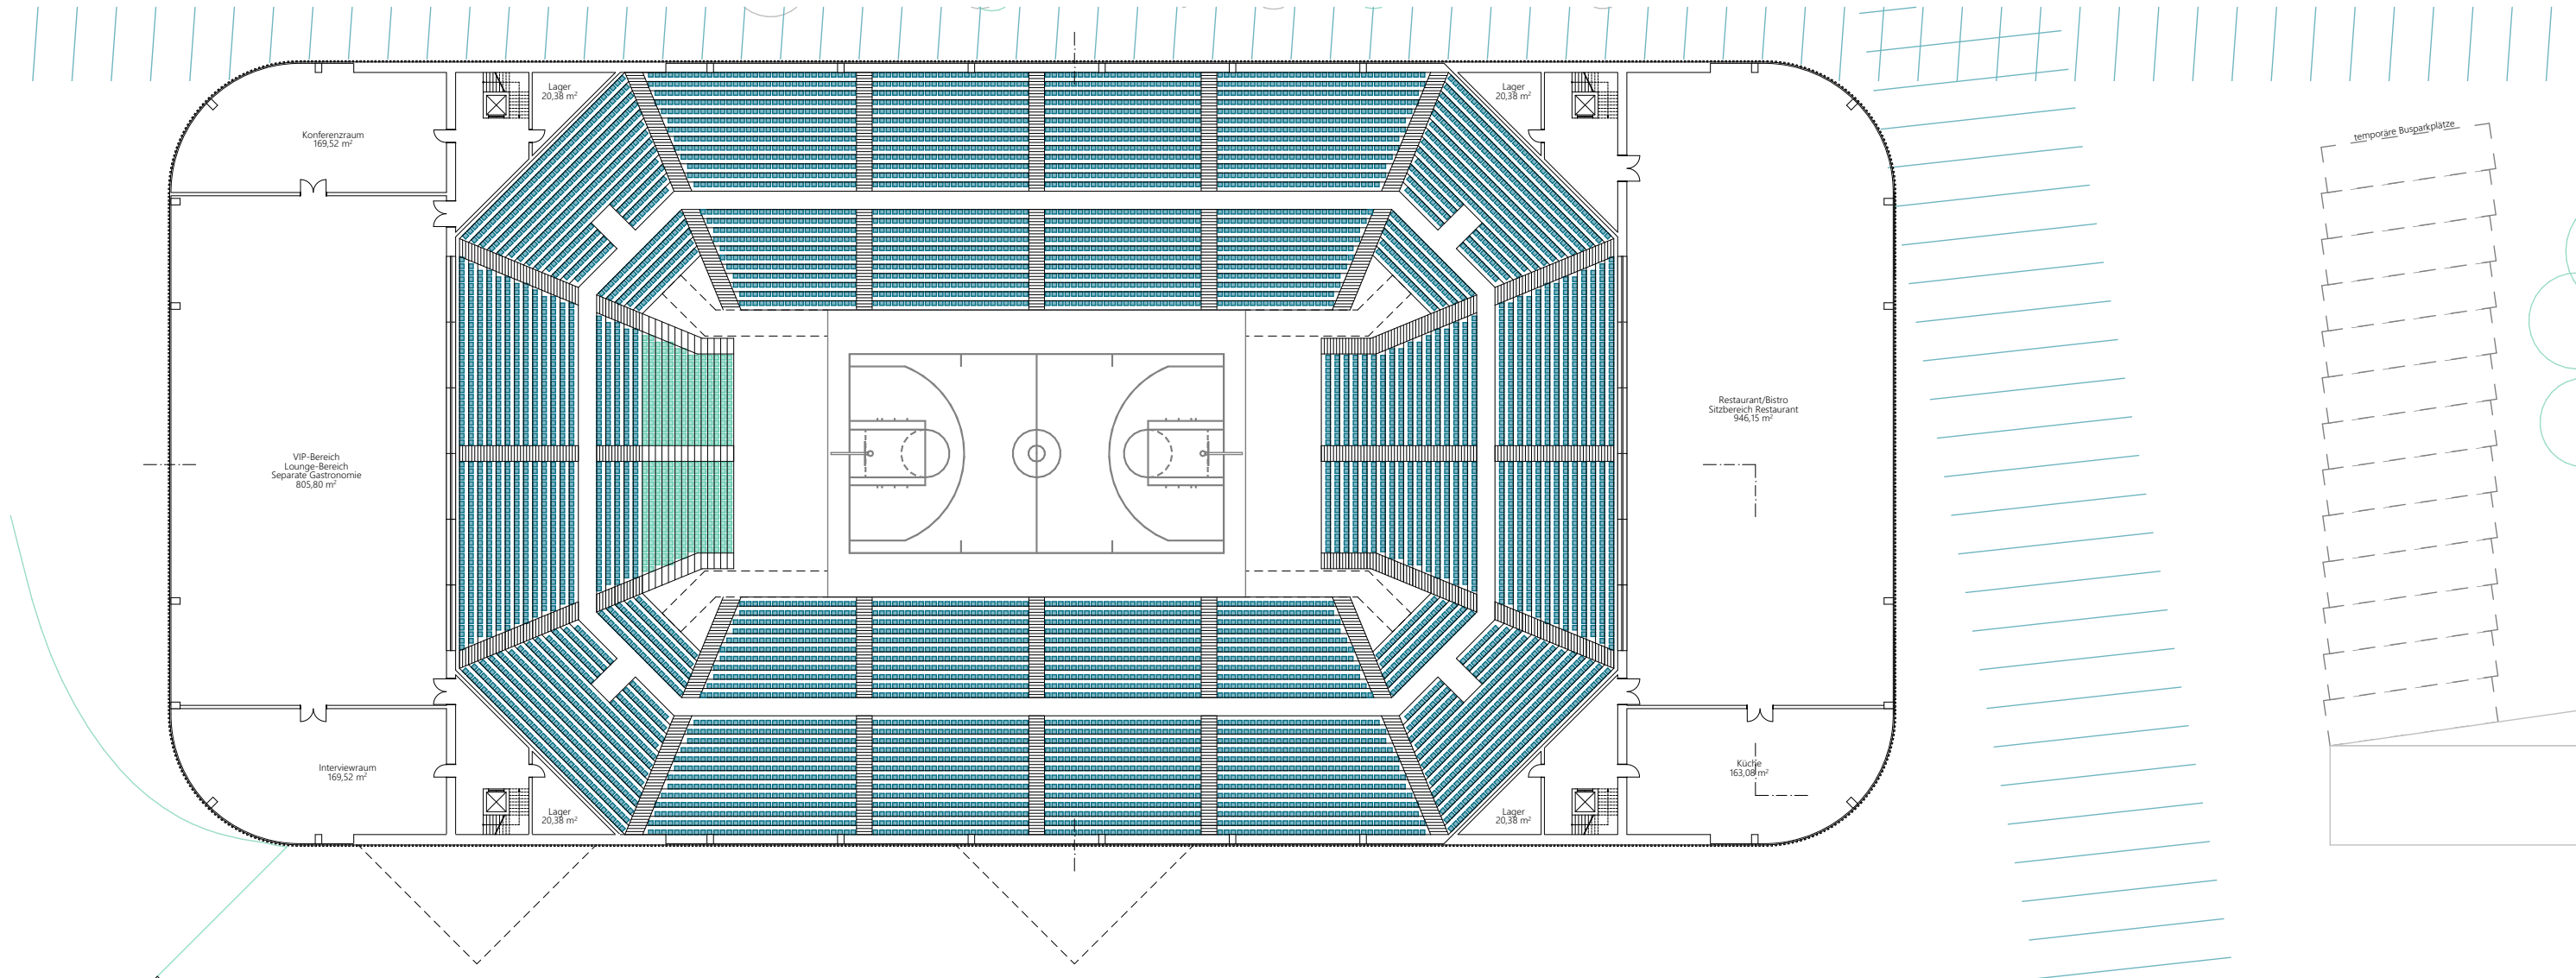 Lager
20,38 m²
Lager
20,38 m²
temporäre Busparkplätze
Konferenzraum
169,52 m²
Restaurant/Bistro
Sitzbereich Restaurant
946,15 m²
VIP-Bereich
Lounge-Bereich
Separate Gastronomie
805,80 m²
Interviewraum
169,52 m²
Küche
163,08 m²
Lager
20,38 m²
Lager
20,38 m²